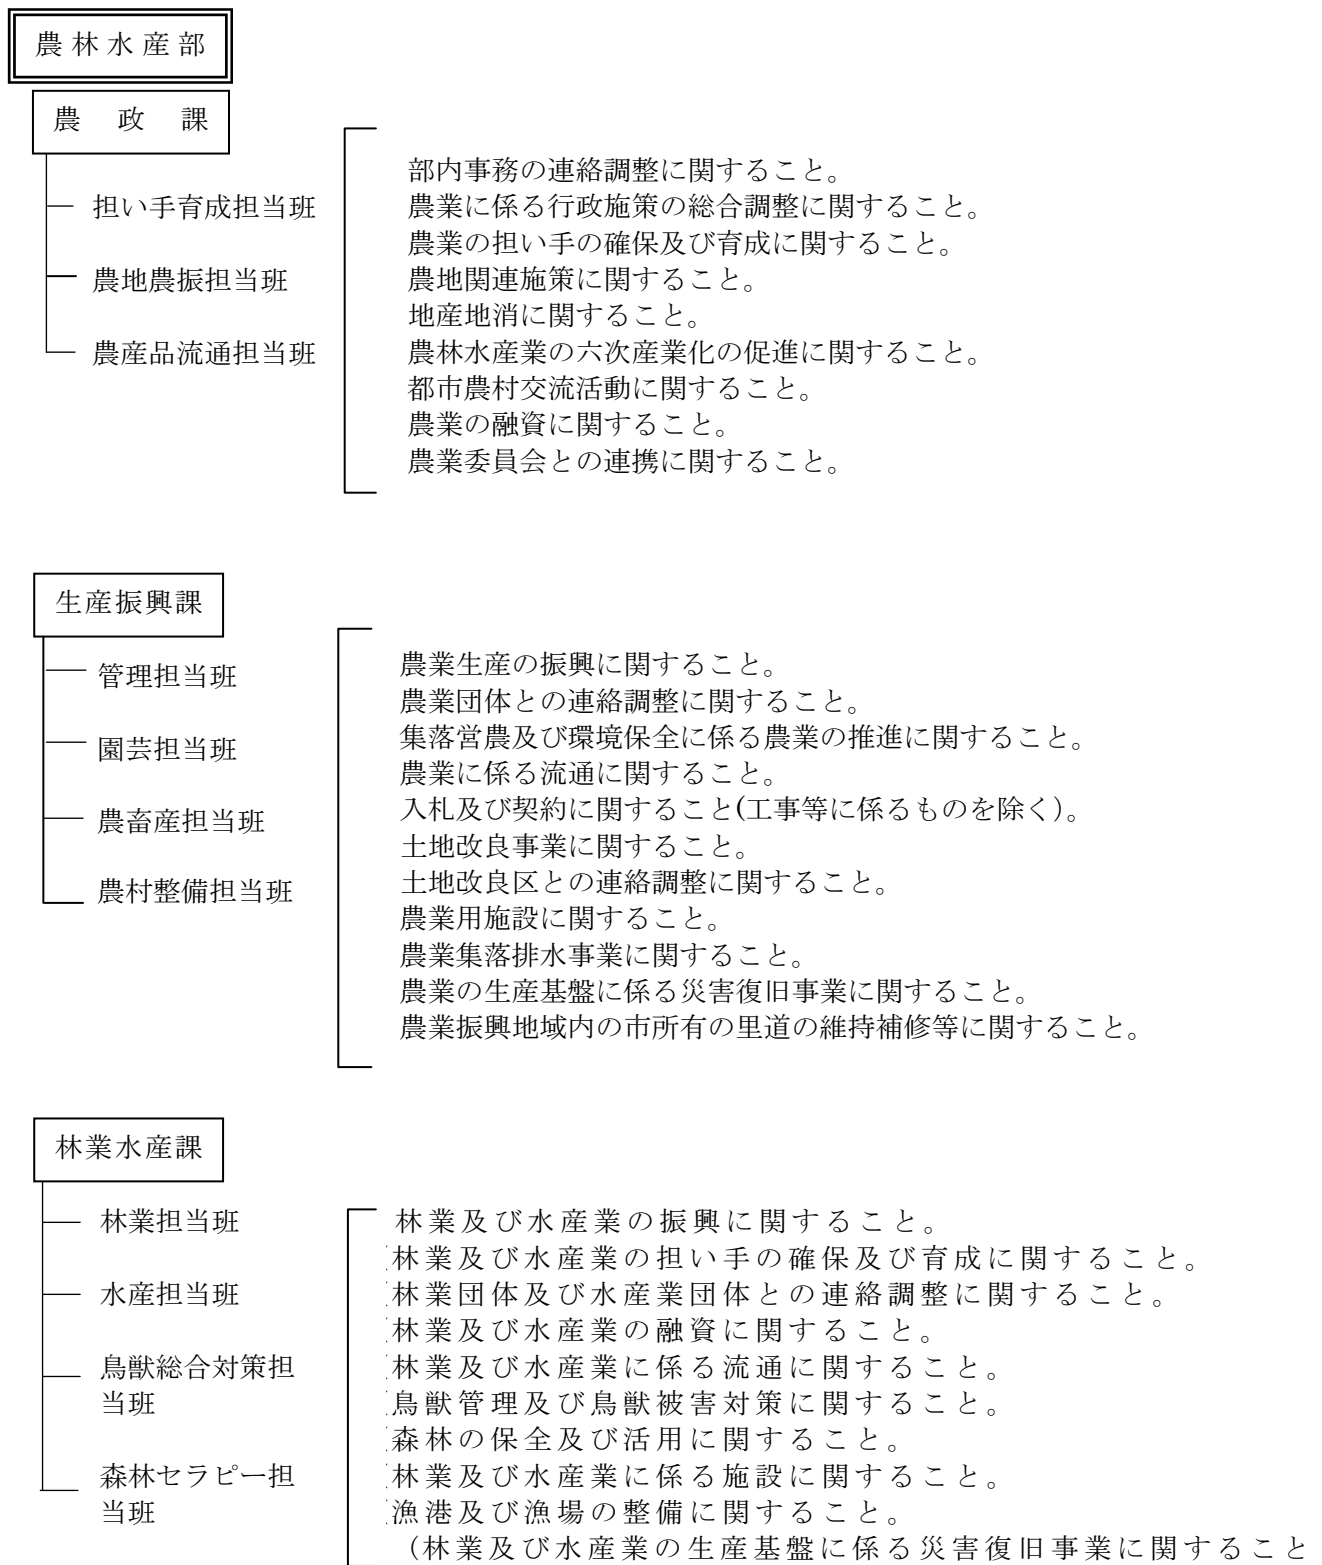 農林水産部
農政課
担い手育成担当班
農地農振担当班
農産品流通担当班
部内事務の連絡調整に関すること。
農業に係る行政施策の総合調整に関すること。
農業の担い手の確保及び育成に関すること。
農地関連施策に関すること。
地産地消に関すること。
農林水産業の六次産業化の促進に関すること。
都市農村交流活動に関すること。
農業の融資に関すること。
農業委員会との連携に関すること。
生産振興課
管理担当班
園芸担当班
農畜産担当班
農村整備担当班
農業生産の振興に関すること。
農業団体との連絡調整に関すること。
集落営農及び環境保全に係る農業の推進に関すること。
農業に係る流通に関すること。
入札及び契約に関すること(工事等に係るものを除く)。
土地改良事業に関すること。
土地改良区との連絡調整に関すること。
農業用施設に関すること。
農業集落排水事業に関すること。
農業の生産基盤に係る災害復旧事業に関すること。
農業振興地域内の市所有の里道の維持補修等に関すること。
林業水産課
林業担当班
水産担当班
鳥獣総合対策担
当班
森林セラピー担
当班
林業及び水産業の振興に関すること。
林業及び水産業の担い手の確保及び育成に関すること。
林業団体及び水産業団体との連絡調整に関すること。
林業及び水産業の融資に関すること。
林業及び水産業に係る流通に関すること。
鳥獣管理及び鳥獣被害対策に関すること。
森林の保全及び活用に関すること。
林業及び水産業に係る施設に関すること。
漁港及び漁場の整備に関すること。
(林業及び水産業の生産基盤に係る災害復旧事業に関すること